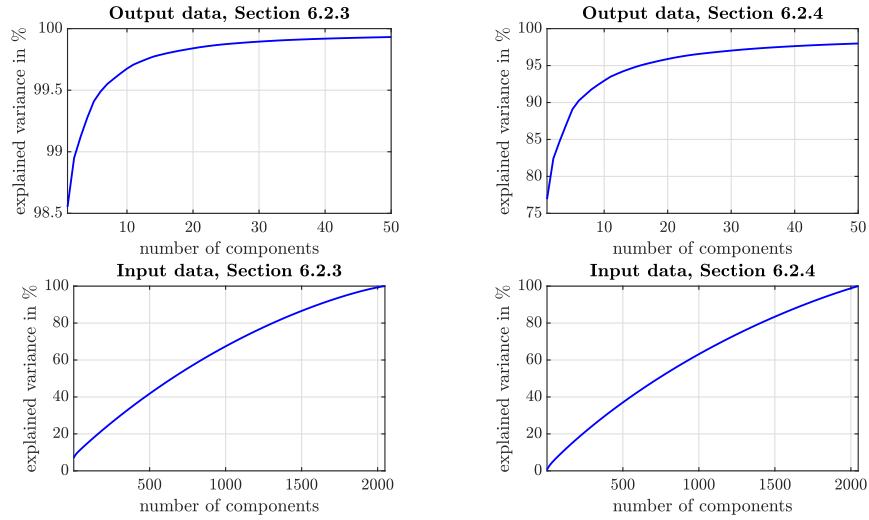 Output data, Section 6.2.3
explained variance in %
100
99.5
99
98.5
10 20 30 40 50
number of components
Output data, Section 6.2.4
explained variance in %
100
95
90
85
80
75
10 20 30 40 50
number of components
Input data, Section 6.2.3
explained variance in %
100
80
60
40
20
0
500 1000 1500 2000
number of components
Input data, Section 6.2.4
explained variance in %
100
80
60
40
20
0
500 1000 1500 2000
number of components